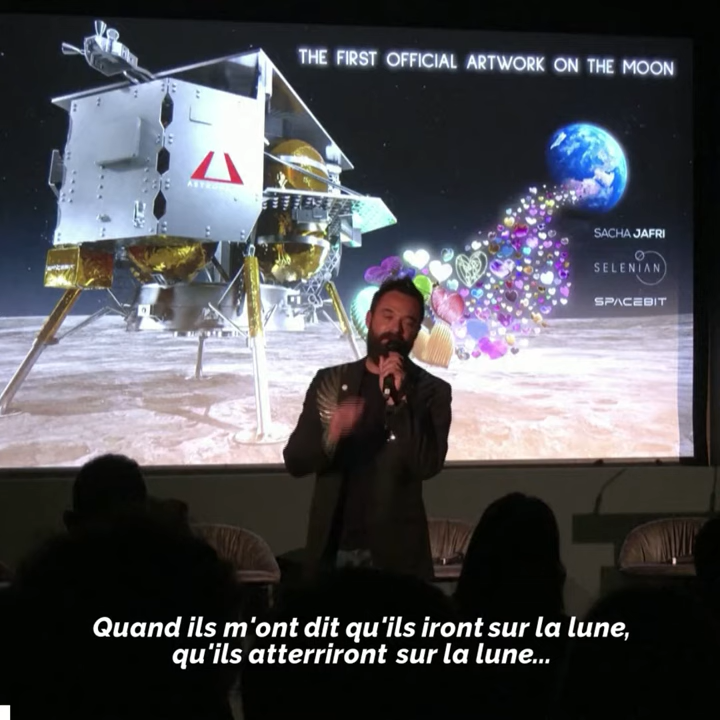 THE FIRST OFFICIAL ARTWORK ON THE MOON
SACHA JAFRI
SELENIAN
SPACEBIT
Quand ils m'ont dit qu'ils iront sur la lune,
qu'ils atterriront sur la lune...